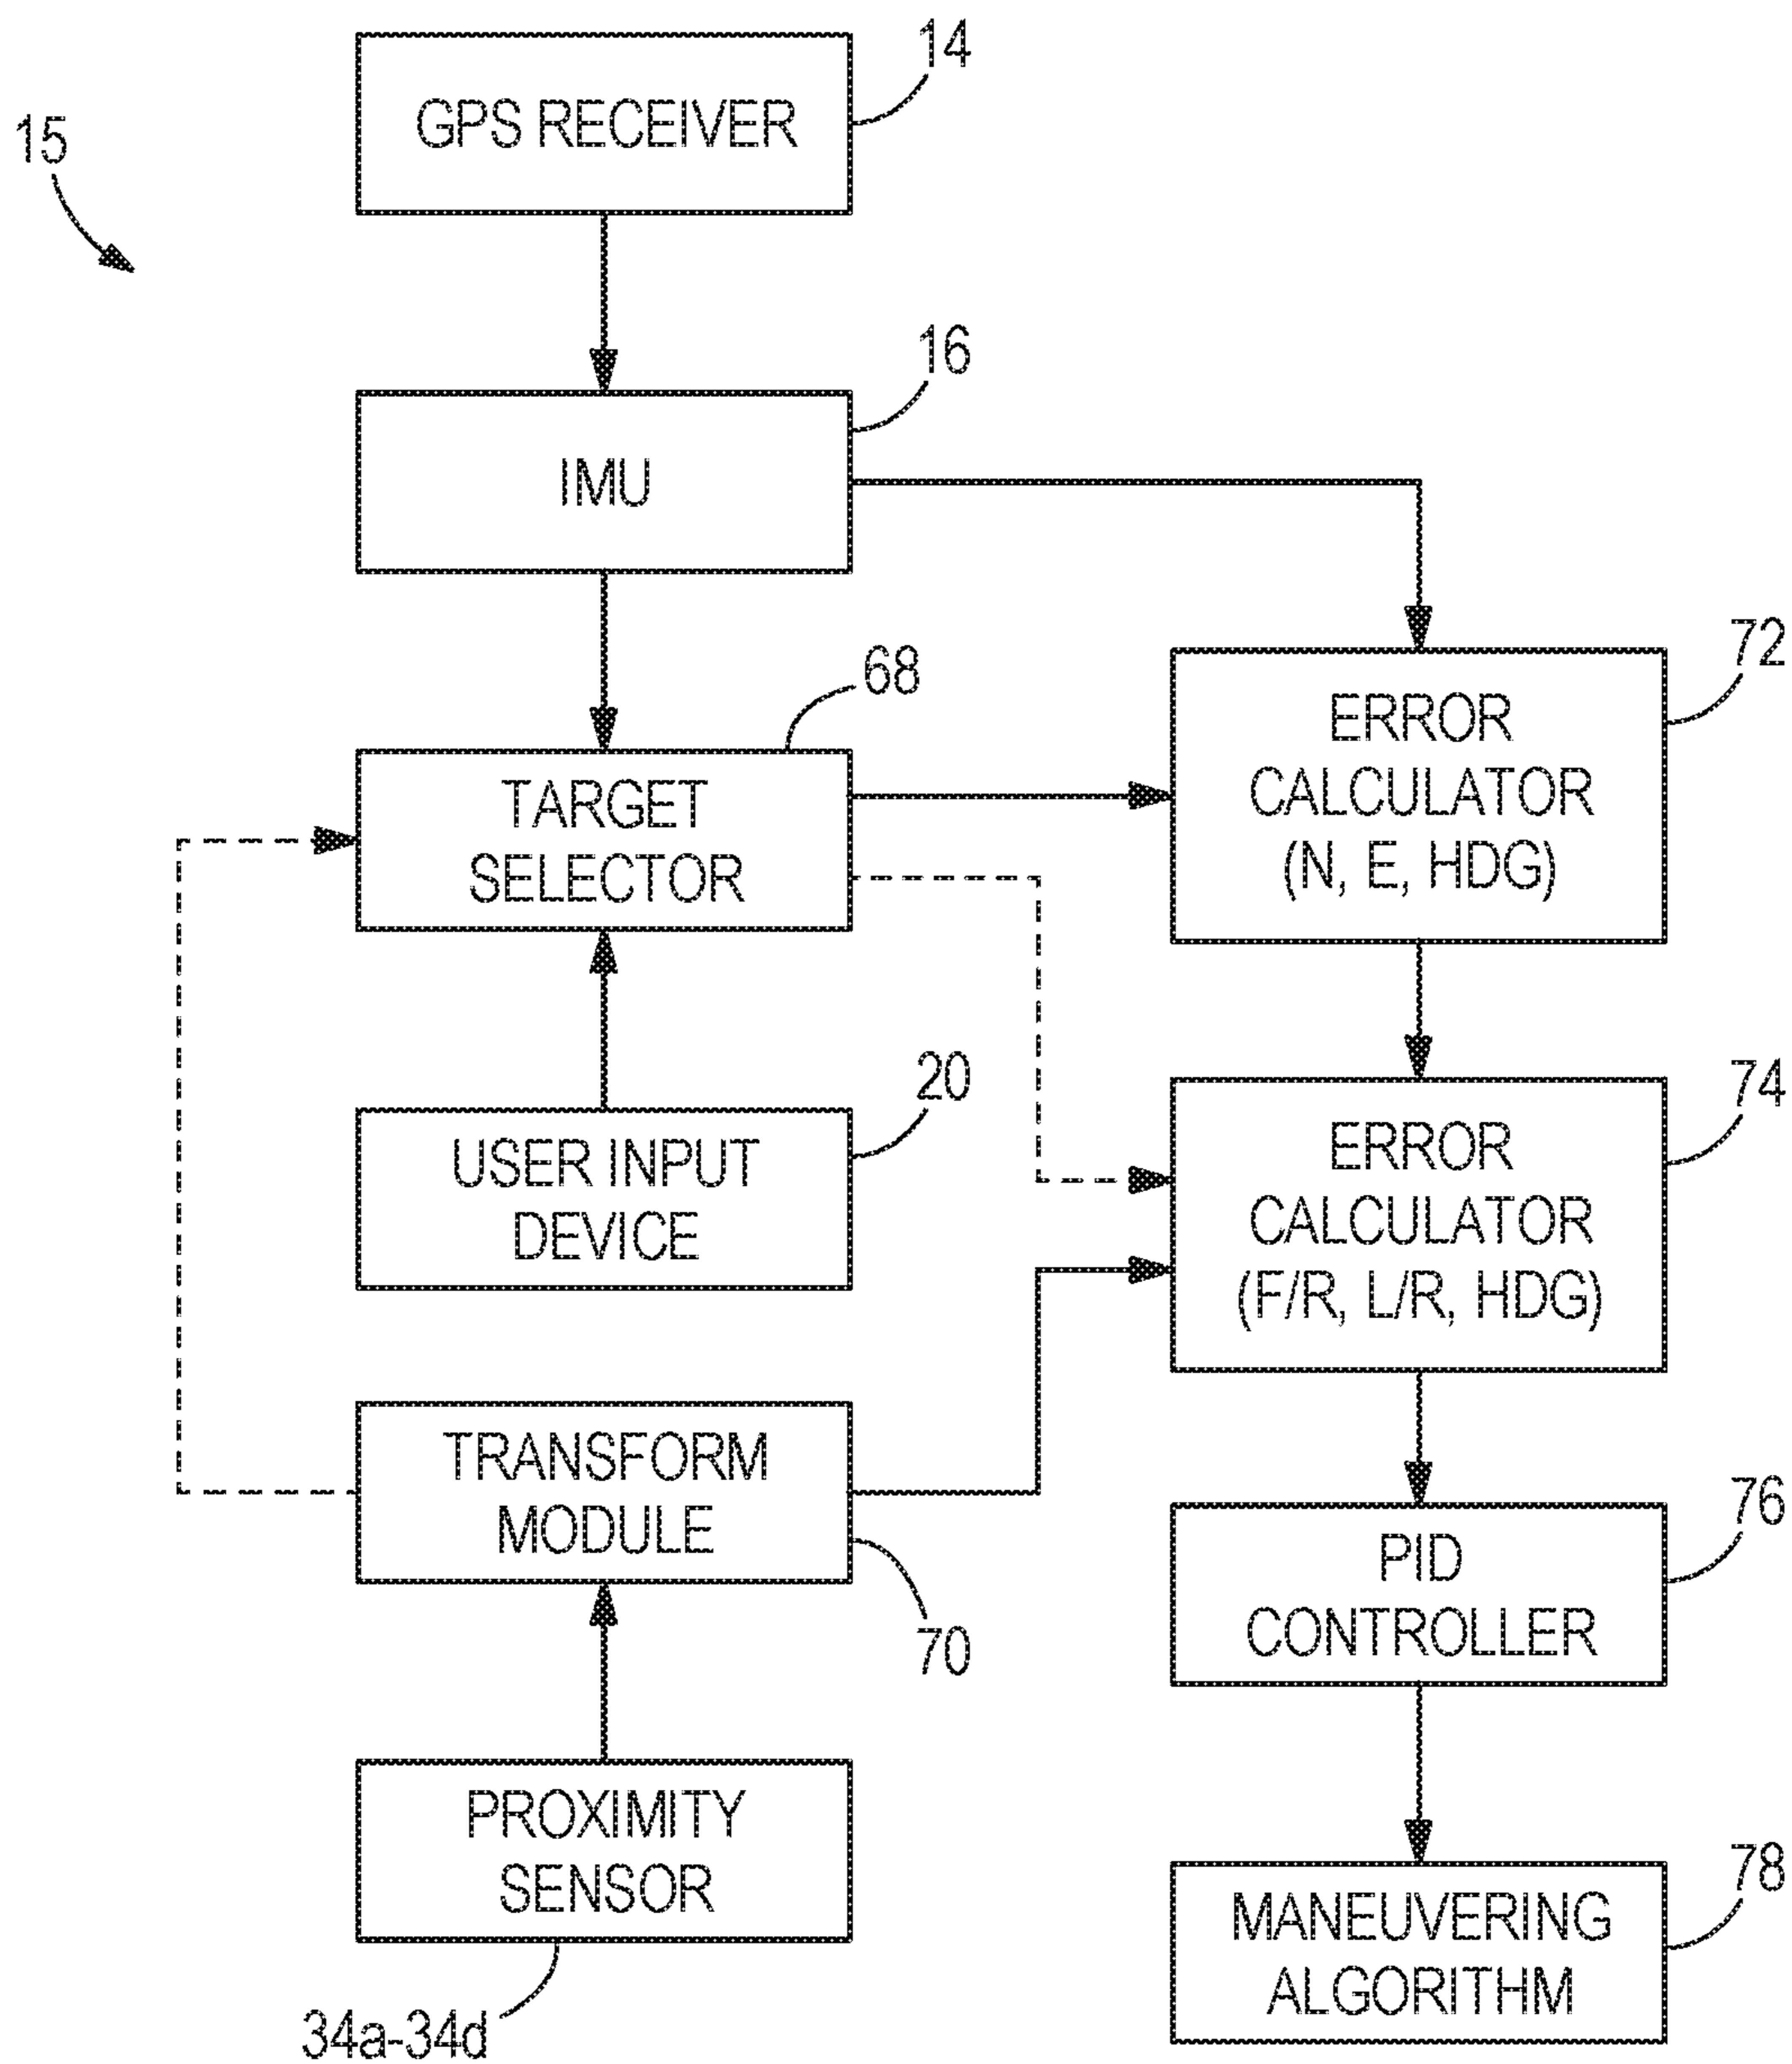 14
GPS RECEIVER
15
16
IMU
72
68
ERROR
CALCULATOR
(N, E, HDG)
TARGET
SELECTOR
20
74
USER INPUT
DEVICE
ERROR
CALCULATOR
(F/R, L/R, HDG)
TRANSFORM
MODULE
70
76
PID
CONTROLLER
PROXIMITY
SENSOR
34a-34d
78
MANEUVERING
ALGORITHM